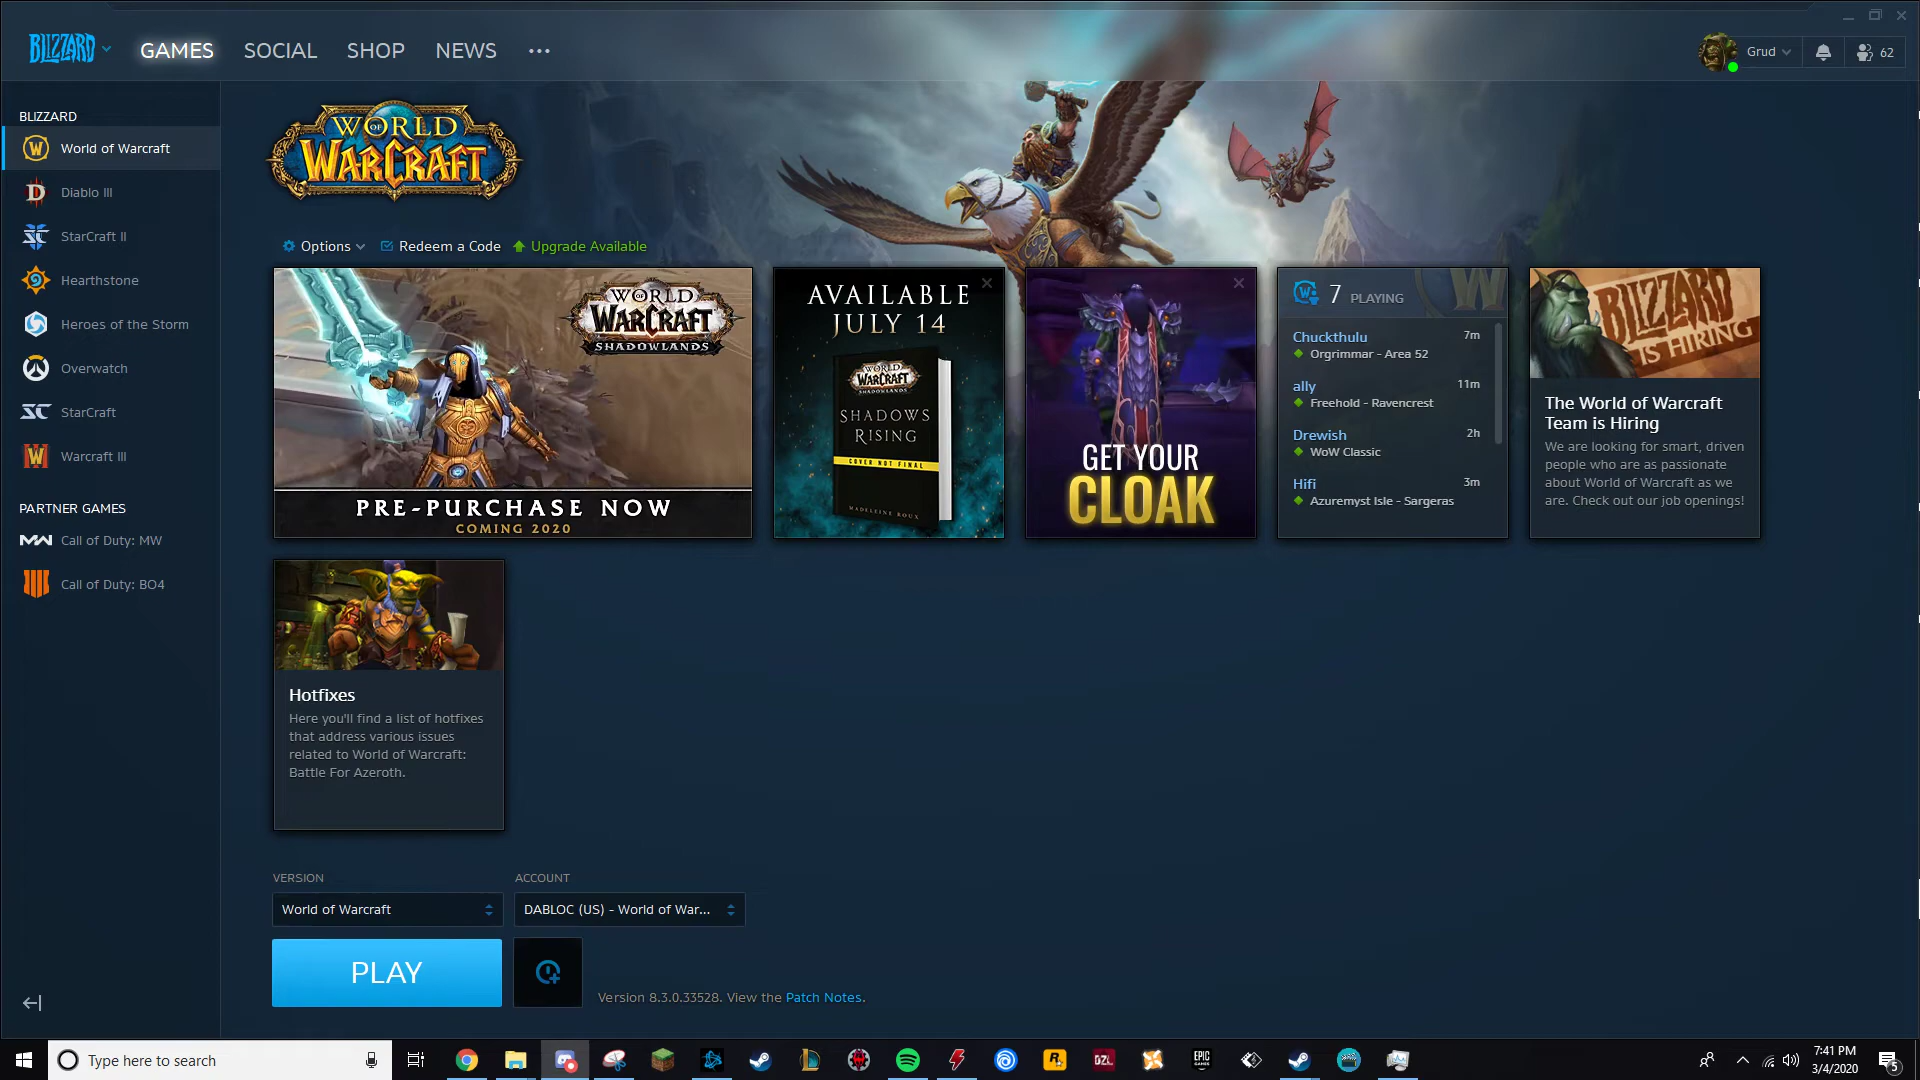 BLIZZARD
GAMES
SOCIAL
SHOP
NEWS
Grud
62
BLIZZARD
World of Warcraft
Diablo III
StarCraft II
Hearthstone
Heroes of the Storm
Overwatch
StarCraft
Warcraft III
PARTNER GAMES
Call of Duty: MW
Call of Duty: BO4
WORLD
OF
WARCRAFT
Options
Redeem a Code
Upgrade Available
WORLD
OF
WARCRAFT
SHADOWLANDS
PRE-PURCHASE NOW
COMING 2020
AVAILABLE
JULY 14
WORLD
WARCRAFT
SHADOWLANDS
SHADOWS
RISING
COVER NOT FINAL
MADELEINE ROUX
GET YOUR
CLOAK
7 PLAYING
Chuckthulu 7m
Orgrimmar - Area 52
ally 11m
Freehold - Ravencrest
Drewish 2h
WoW Classic
Hifi 3m
Azuremyst Isle - Sargeras
BLIZZARD
IS HIRING
The World of Warcraft
Team is Hiring
We are looking for smart, driven
people who are as passionate
about World of Warcraft as we
are. Check out our job openings!
Hotfixes
Here you'll find a list of hotfixes
that address various issues
related to World of Warcraft:
Battle For Azeroth.
VERSION
World of Warcraft
ACCOUNT
DABLOC (US) - World of War...
PLAY
Version 8.3.0.33528. View the Patch Notes.
Type here to search
EPIC
GAMES
7:41 PM
3/4/2020
5